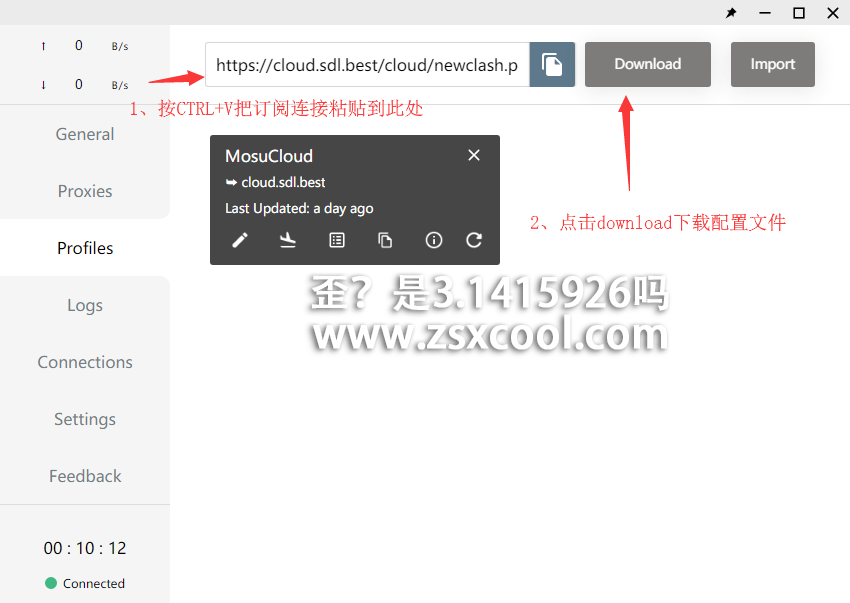 ↑ 0 B/s
↓ 0 B/s
https://cloud.sdl.best/cloud/newclash.p
Download
Import
1、按CTRL+V把订阅连接粘贴到此处
General
Proxies
Profiles
Logs
Connections
Settings
Feedback
00 : 10 : 12
Connected
MosuCloud
cloud.sdl.best
Last Updated: a day ago
2、点击download下载配置文件
歪？是3.1415926吗
www.zsxcool.com